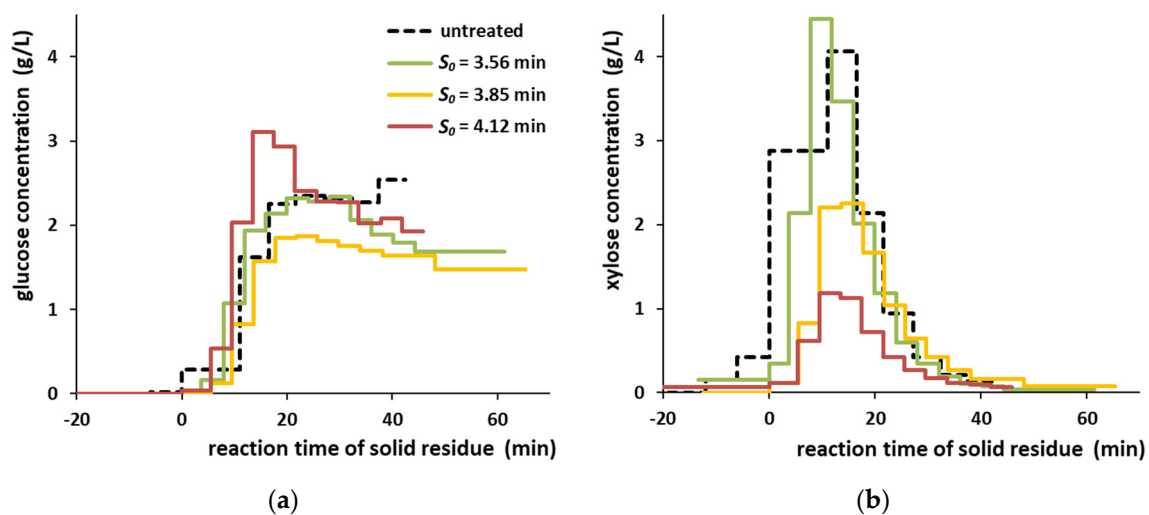 glucose concentration (g/L)
4
3
2
1
0
-20 0 20 40 60
reaction time of solid residue (min)
untreated
S0 = 3.56 min
S0 = 3.85 min
S0 = 4.12 min
(a)
xylose concentration (g/L)
4
3
2
1
0
-20 0 20 40 60
reaction time of solid residue (min)
(b)